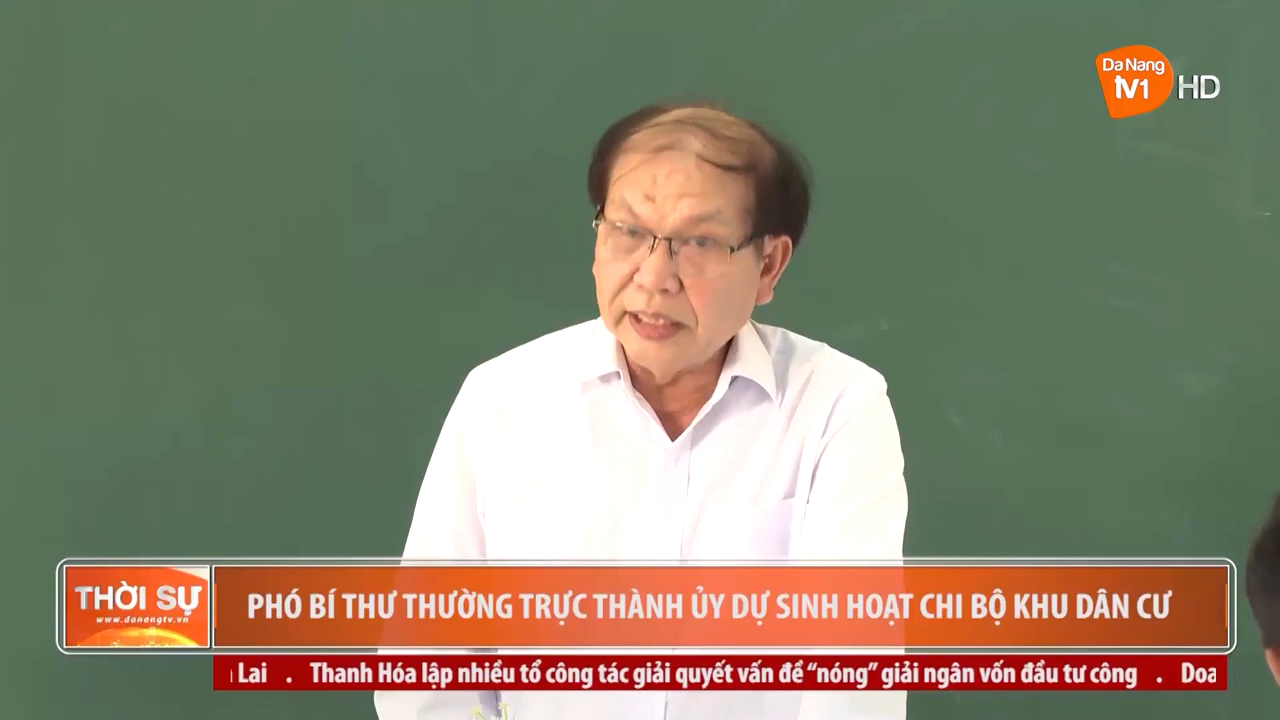 Da Nang
TV1 HD
THỜI SỰ
www.danangtv.vn
PHÓ BÍ THƯ THƯỜNG TRỰC THÀNH ỦY DỰ SINH HOẠT CHI BỘ KHU DÂN CƯ
Lai . Thanh Hóa lập nhiều tổ công tác giải quyết vấn đề “nóng” giải ngân vốn đầu tư công .